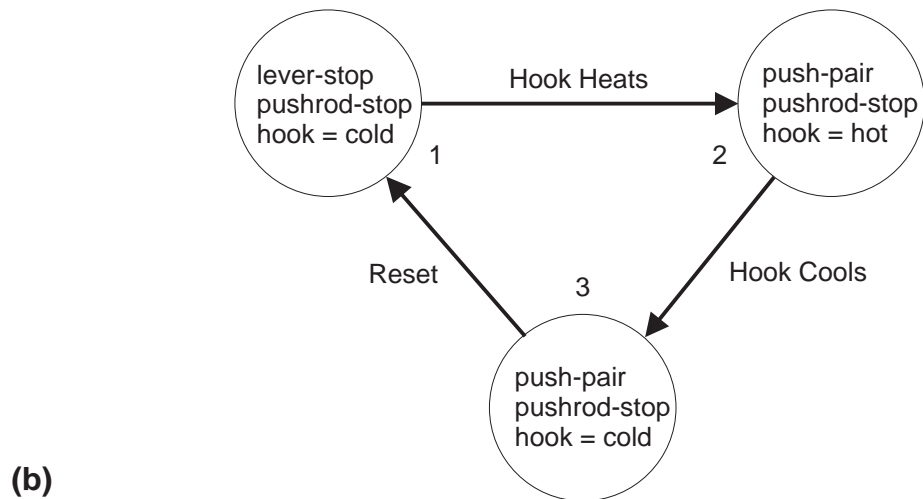 lever-stop
pushrod-stop
hook = cold
1
Hook Heats
push-pair
pushrod-stop
hook = hot
2
Reset
Hook Cools
3
push-pair
pushrod-stop
hook = cold
(b)